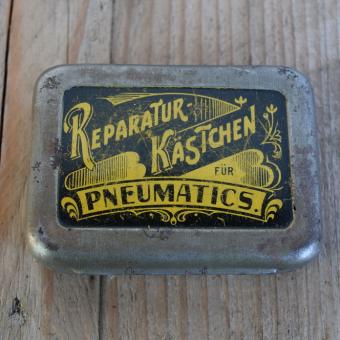 REPARATUR-
KÄSTCHEN
FÜR
PNEUMATICS.